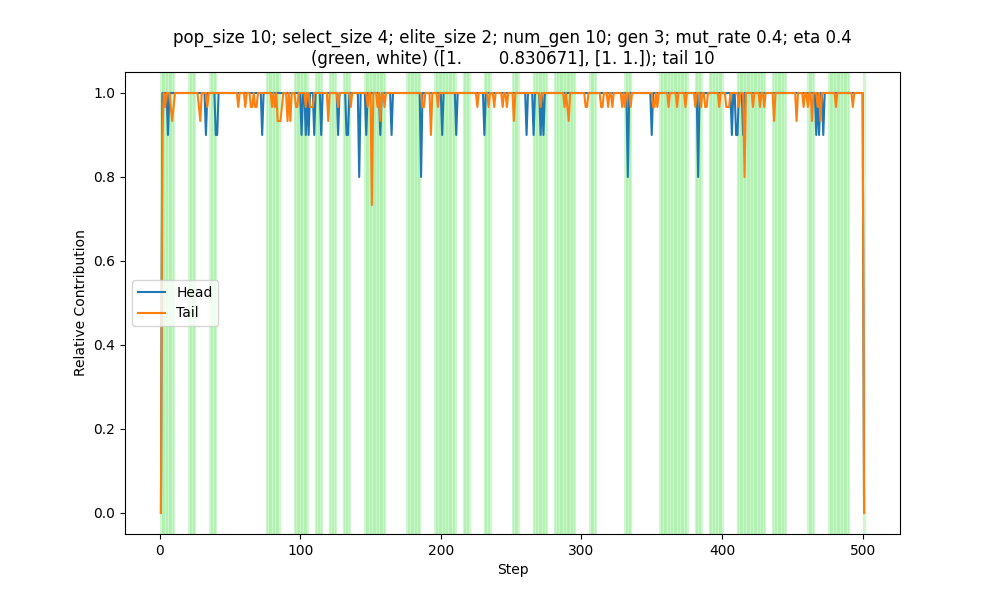 pop_size 10; select_size 4; elite_size 2; num_gen 10; gen 3; mut_rate 0.4; eta 0.4
(green, white) ([1.       0.830671], [1. 1.]); tail 10
1.0
0.8
0.6
0.4
0.2
0.0
Relative Contribution
Head
Tail
0 100 200 300 400 500
Step